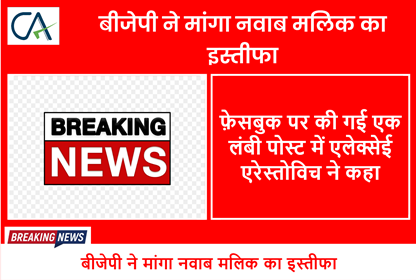 CA
बीजेपी ने मांगा नवाब मलिक का
इस्तीफा
BREAKING
NEWS
फ़ेसबुक पर की गई एक
लंबी पोस्ट में एलेक्सेई
एरेस्तोविच ने कहा
BREAKING NEWS
बीजेपी ने मांगा नवाब मलिक का इस्तीफा